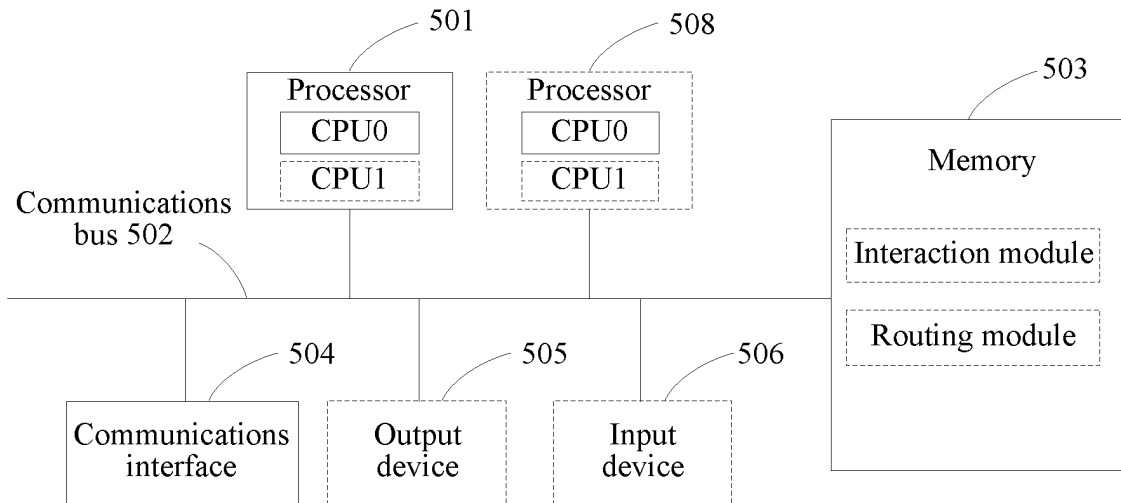 501
508
503
Processor
CPU0
CPU1
Processor
CPU0
CPU1
Memory
Interaction module
Routing module
Communications
bus 502
504
505
506
Communications
interface
Output
device
Input
device